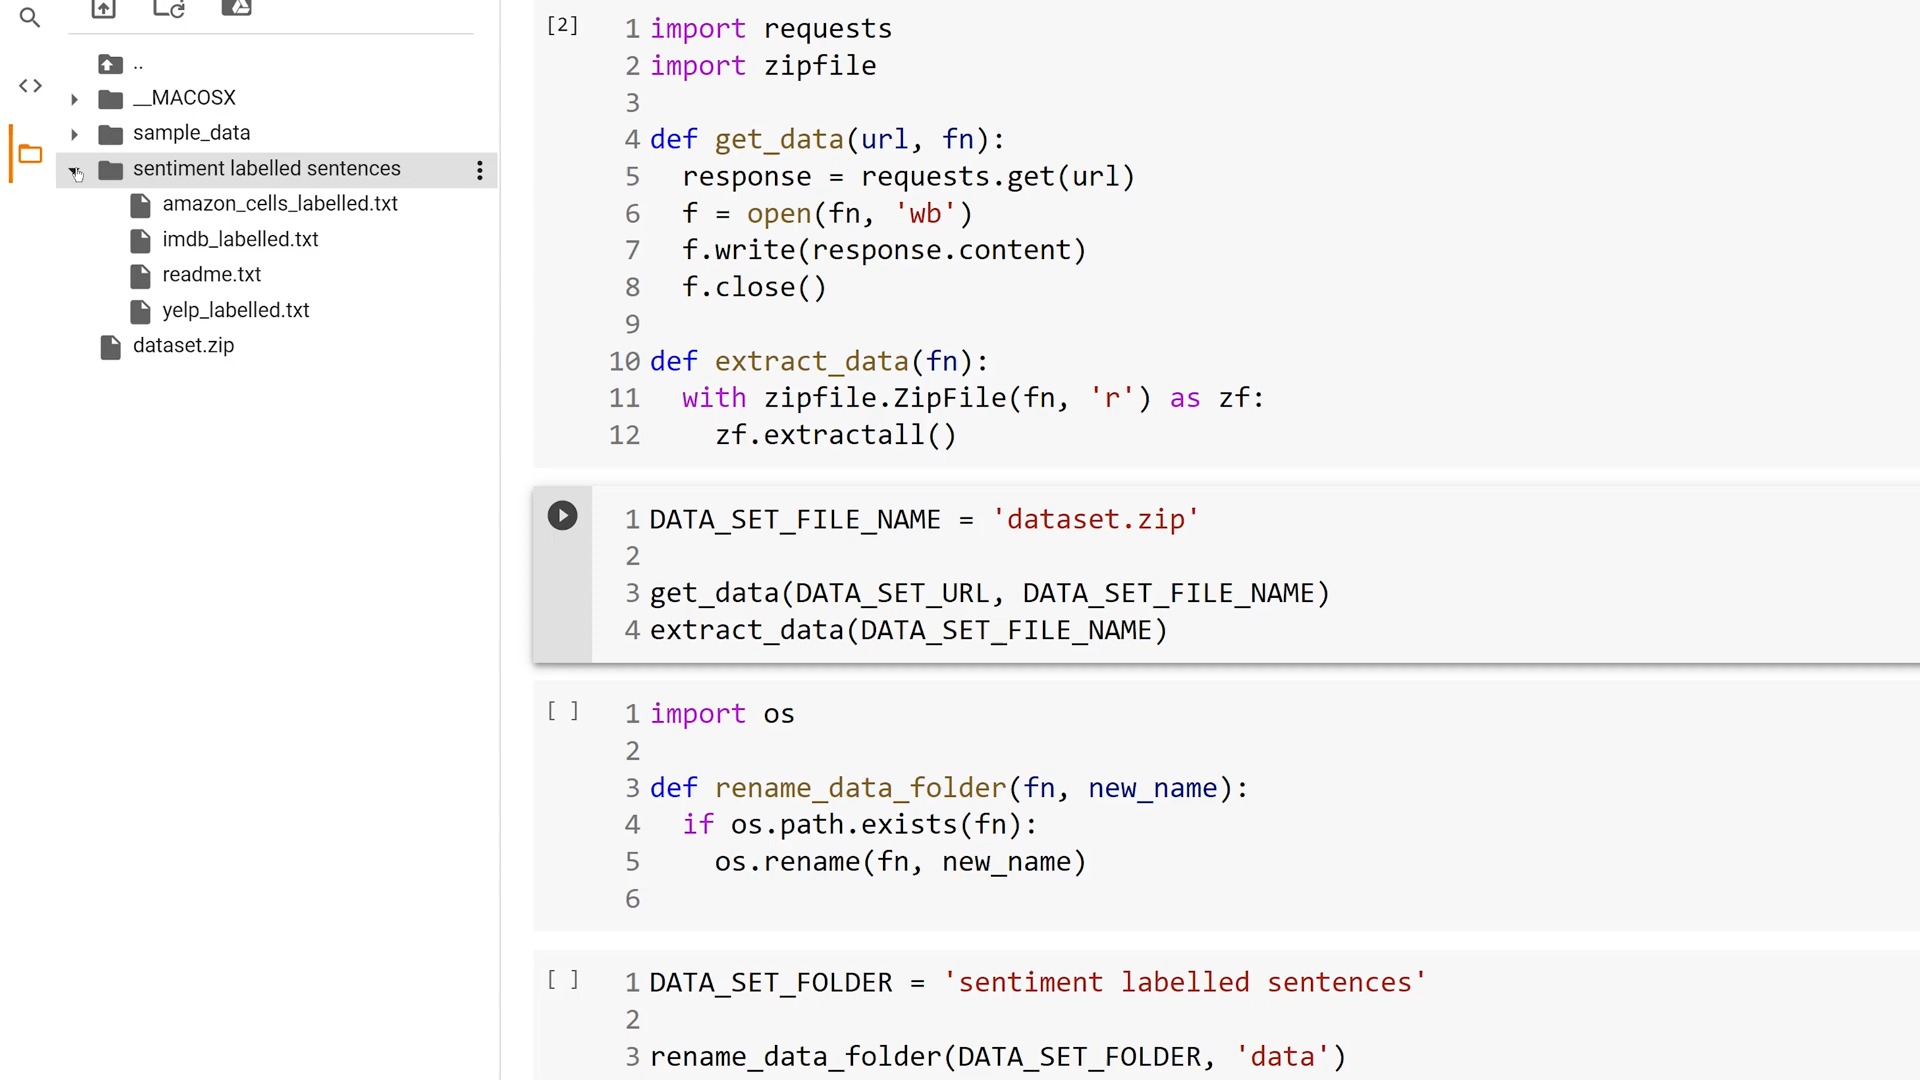 ..
__MACOSX
sample_data
sentiment labelled sentences
amazon_cells_labelled.txt
imdb_labelled.txt
readme.txt
yelp_labelled.txt
dataset.zip
[2]
1 import requests
2 import zipfile
3
4 def get_data(url, fn):
5   response = requests.get(url)
6   f = open(fn, 'wb')
7   f.write(response.content)
8   f.close()
9
10 def extract_data(fn):
11   with zipfile.ZipFile(fn, 'r') as zf:
12     zf.extractall()
1 DATA_SET_FILE_NAME = 'dataset.zip'
2
3 get_data(DATA_SET_URL, DATA_SET_FILE_NAME)
4 extract_data(DATA_SET_FILE_NAME)
[ ]
1 import os
2
3 def rename_data_folder(fn, new_name):
4   if os.path.exists(fn):
5     os.rename(fn, new_name)
6
[ ]
1 DATA_SET_FOLDER = 'sentiment labelled sentences'
2
3 rename_data_folder(DATA_SET_FOLDER, 'data')